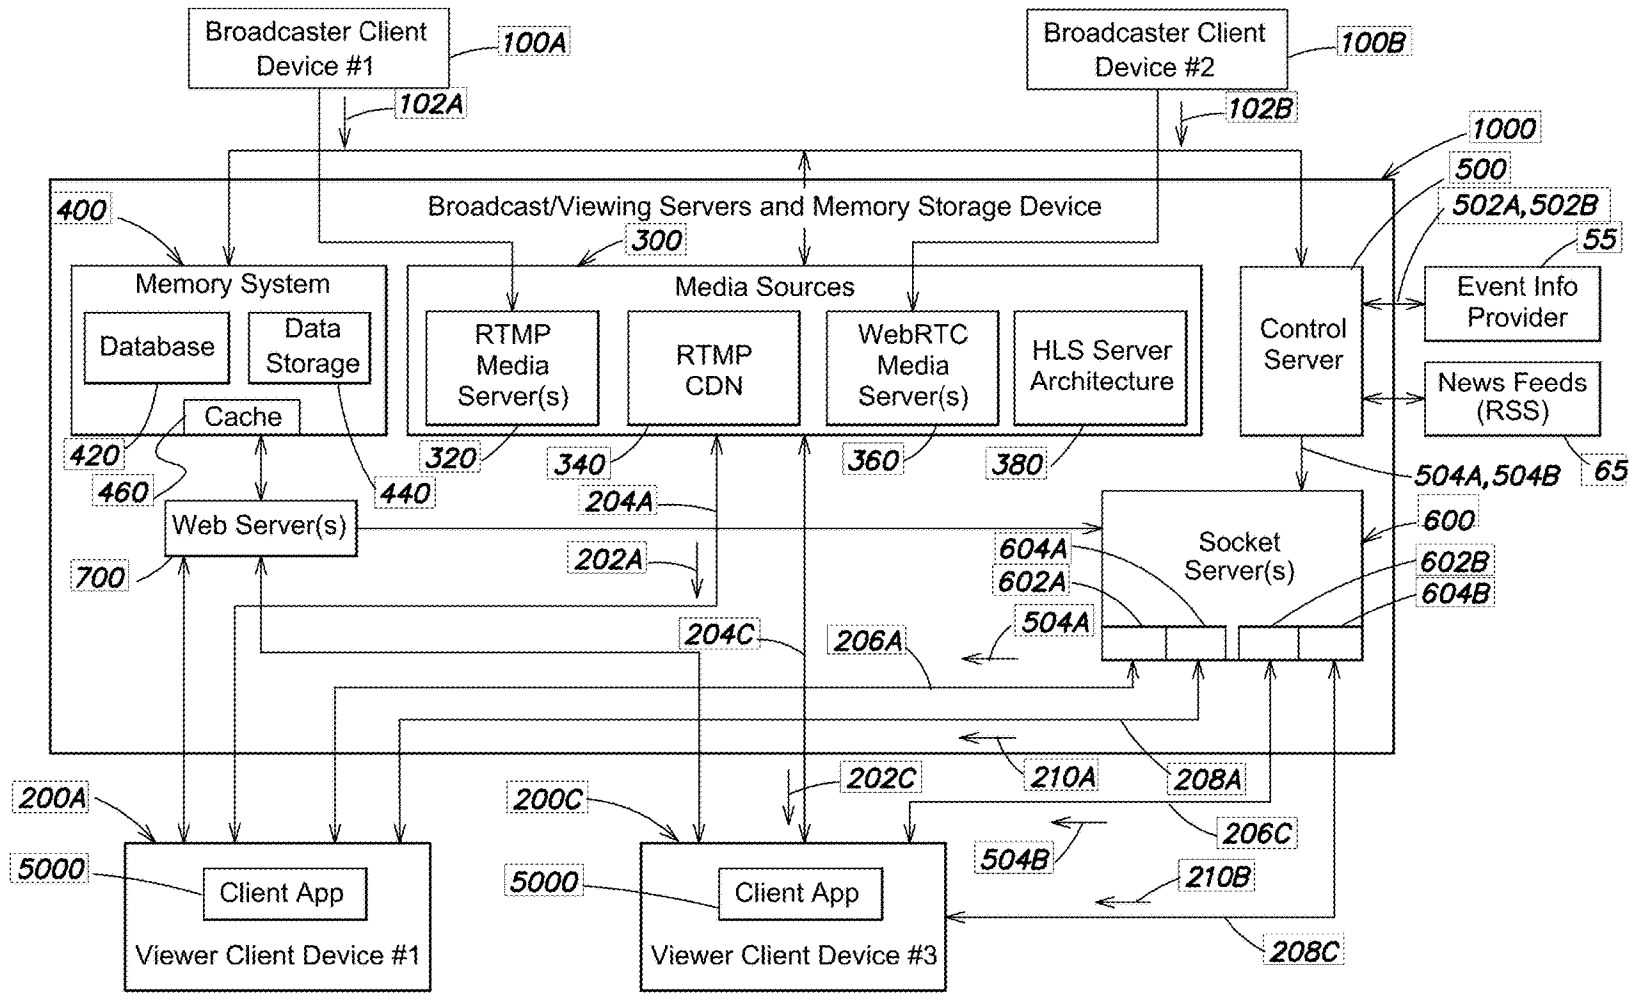 Broadcaster Client
Device #1
100A
Broadcaster Client
Device #2
100B
102A
102B
1000
500
400
Broadcast/Viewing Servers and Memory Storage Device
502A,502B
300
55
Memory System
Media Sources
Event Info
Provider
Database
Data
Storage
RTMP
Media
Server(s)
RTMP
CDN
WebRTC
Media
Server(s)
HLS Server
Architecture
Control
Server
News Feeds
(RSS)
Cache
420
460
440
320
340
360
380
504A,504B
65
204A
Web Server(s)
700
202A
604A
602A
Socket
Server(s)
600
602B
604B
204C
206A
504A
210A
208A
200A
200C
202C
206C
5000
Client App
Viewer Client Device #1
5000
Client App
Viewer Client Device #3
504B
210B
208C